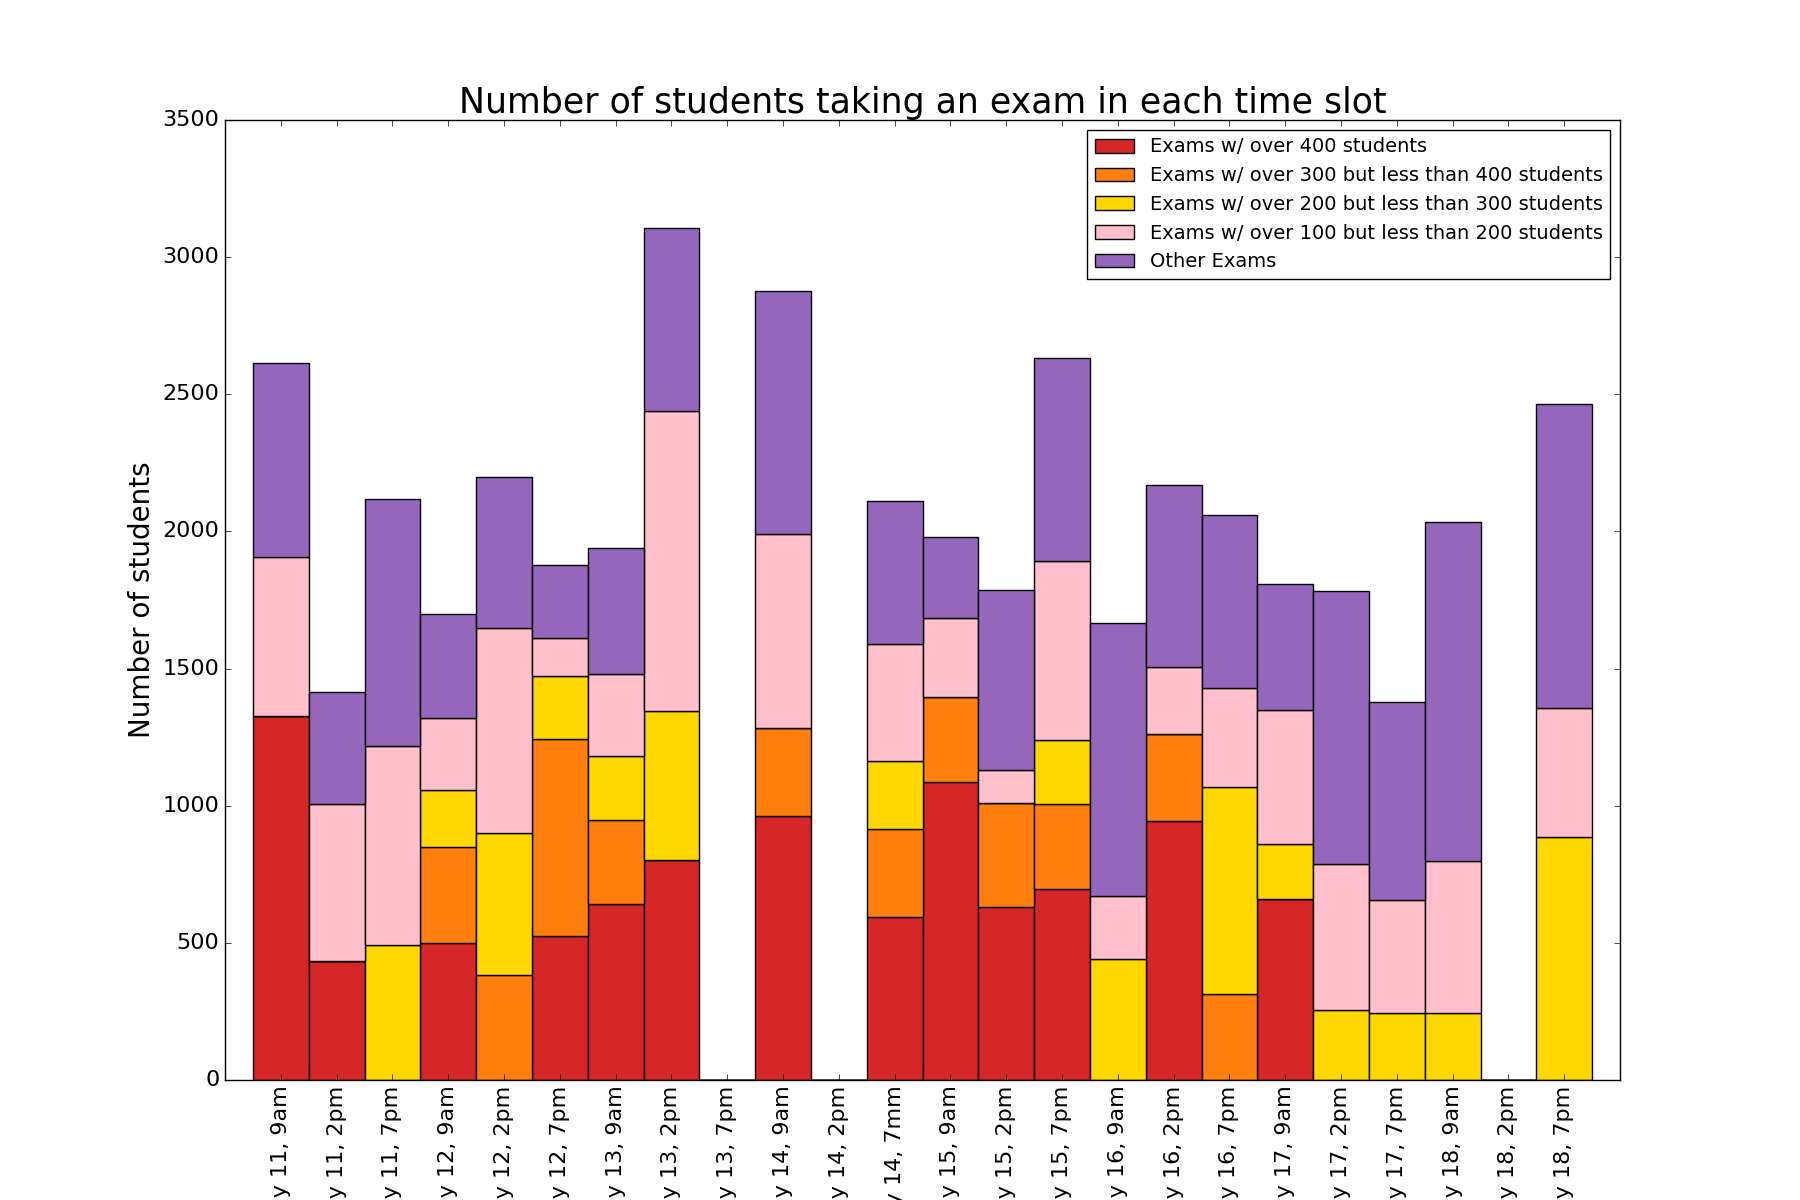 Number of students taking an exam in each time slot
3500
3000
2500
2000
1500
1000
500
0
Number of students
Exams w/ over 400 students
Exams w/ over 300 but less than 400 students
Exams w/ over 200 but less than 300 students
Exams w/ over 100 but less than 200 students
Other Exams
y 11, 9am
y 11, 2pm
y 11, 7pm
y 12, 9am
y 12, 2pm
y 12, 7pm
y 13, 9am
y 13, 2pm
y 13, 7pm
y 14, 9am
y 14, 2pm
y 14, 7mm
y 15, 9am
y 15, 2pm
y 15, 7pm
y 16, 9am
y 16, 2pm
y 16, 7pm
y 17, 9am
y 17, 2pm
y 17, 7pm
y 18, 9am
y 18, 2pm
y 18, 7pm